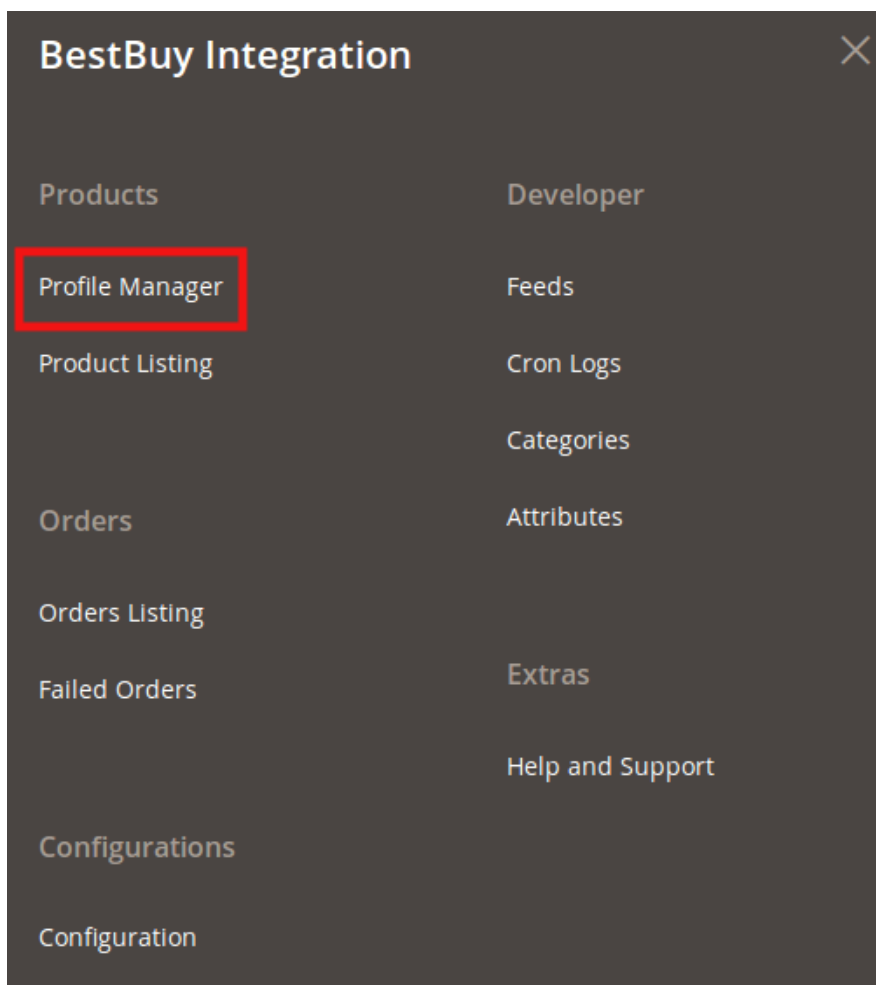 BestBuy Integration
Products
Profile Manager
Product Listing
Orders
Orders Listing
Failed Orders
Configurations
Configuration
Developer
Feeds
Cron Logs
Categories
Attributes
Extras
Help and Support